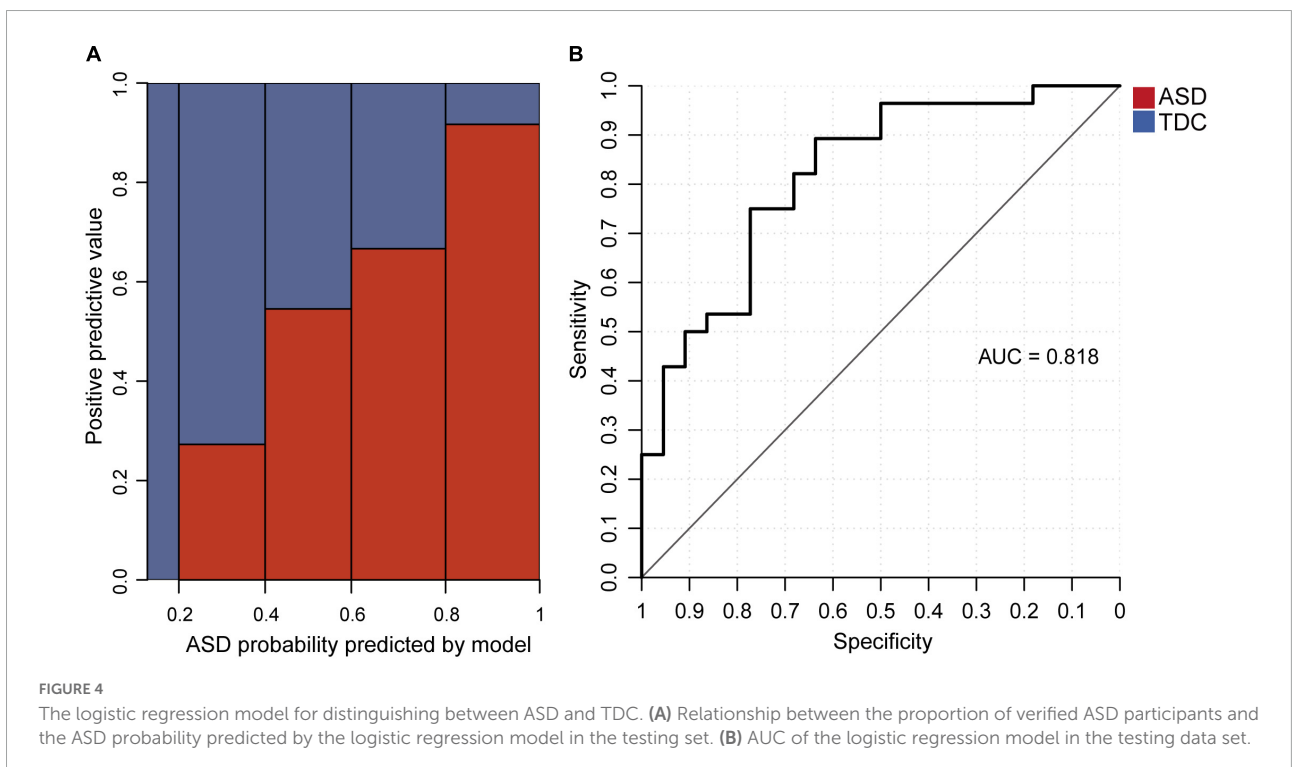 A
B
1.0
0.8
0.6
0.4
0.2
0.0
Positive predictive value
0.2 0.4 0.6 0.8 1
ASD probability predicted by model
1.0
0.9
0.8
0.7
0.6
0.5
0.4
0.3
0.2
0.1
0.0
Sensitivity
AUC = 0.818
1 0.9 0.8 0.7 0.6 0.5 0.4 0.3 0.2 0.1 0
Specificity
ASD
TDC
FIGURE 4
The logistic regression model for distinguishing between ASD and TDC. (A) Relationship between the proportion of verified ASD participants and
the ASD probability predicted by the logistic regression model in the testing set. (B) AUC of the logistic regression model in the testing data set.